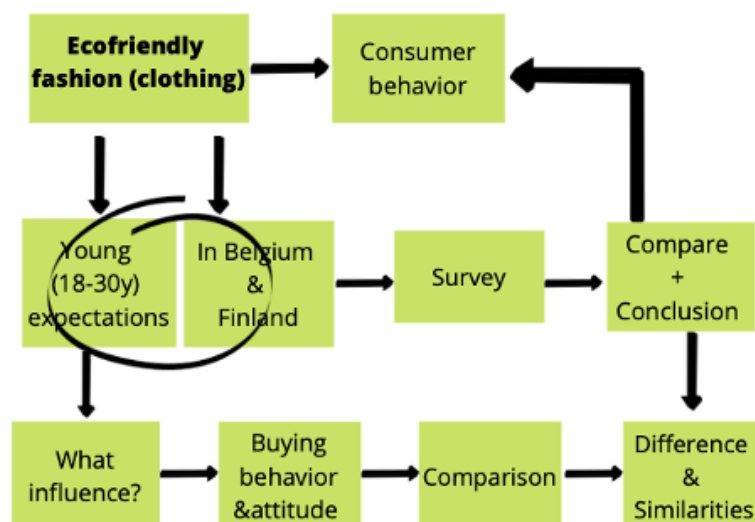 Ecofriendly
fashion (clothing)
Consumer
behavior
Young
(18-30y)
expectations
In Belgium
&
Finland
Survey
Compare
+
Conclusion
What
influence?
Buying
behavior
&attitude
Comparison
Difference
&
Similarities